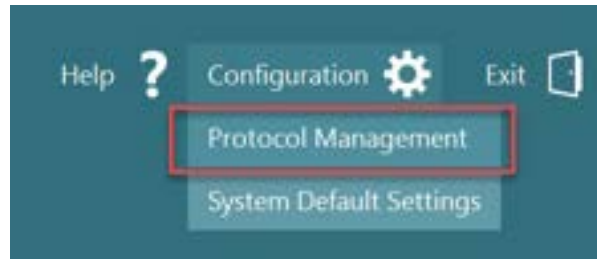 Help ? Configuration Exit
Protocol Management
System Default Settings